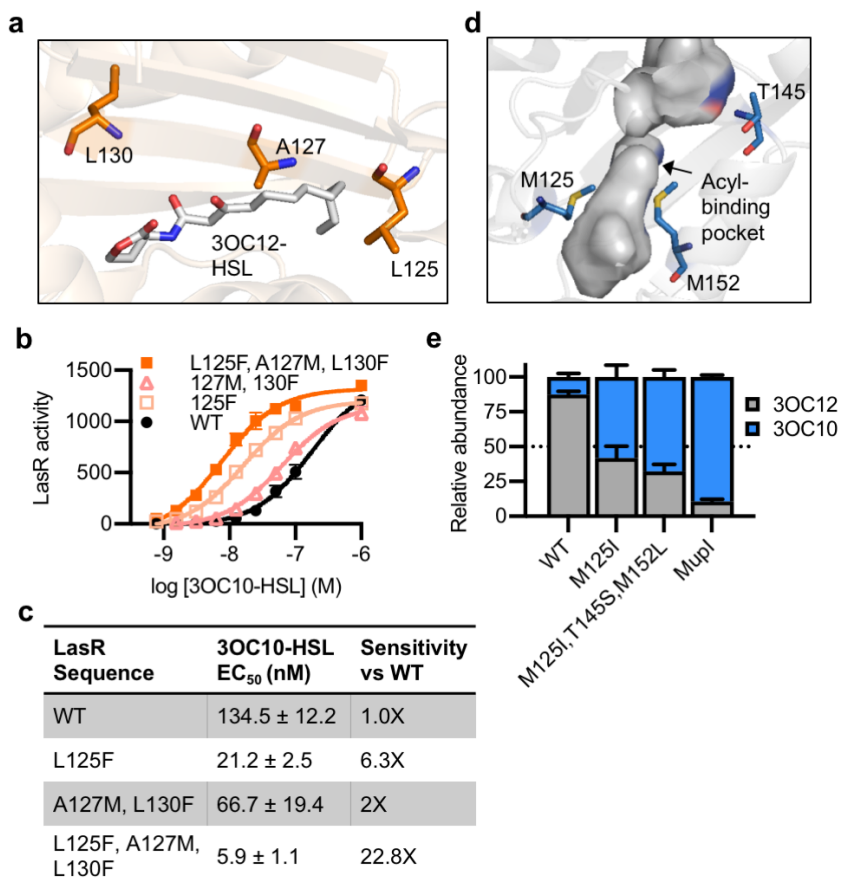 a
L130
A127
3OC12-
HSL
L125
d
T145
M125
Acyl-
binding
pocket
M152
b
LasR activity
1500
1000
500
0
L125F, A127M, L130F
127M, 130F
125F
WT
-9
-8
-7
-6
log [3OC10-HSL] (M)
e
Relative abundance
100
75
50
25
0
3OC12
3OC10
WT
M125I
M125I,T145S,M152L
MupI
c
LasR Sequence
3OC10-HSL EC₅₀ (nM)
Sensitivity vs WT
WT 134.5 ± 12.2 1.0X
L125F 21.2 ± 2.5 6.3X
A127M, L130F 66.7 ± 19.4 2X
L125F, A127M,
L130F 5.9 ± 1.1 22.8X